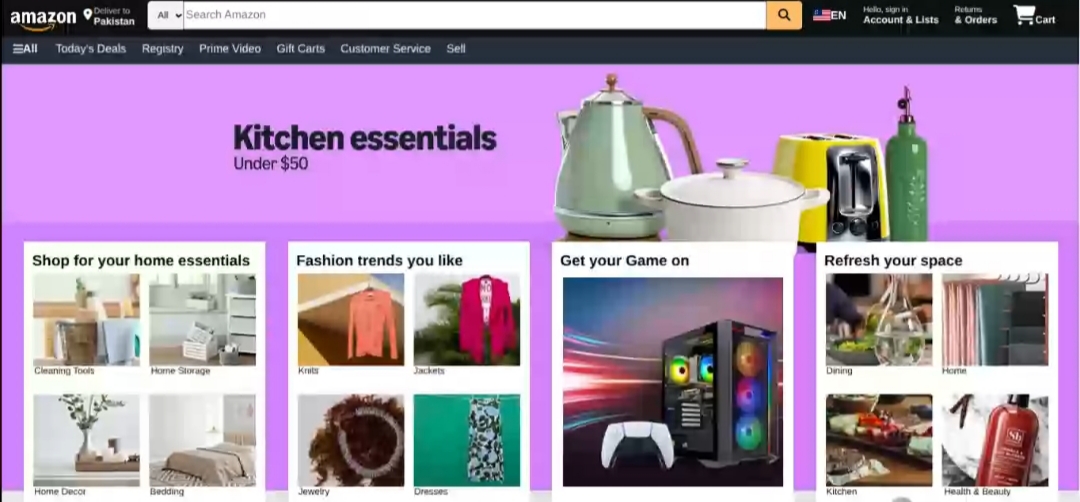 amazon
Deliver to
Pakistan
All
Search Amazon
EN
Hello, sign in
Account & Lists
Returns
& Orders
Cart
All
Today's Deals
Registry
Prime Video
Gift Carts
Customer Service
Sell
Kitchen essentials
Under $50
Shop for your home essentials
Cleaning Tools
Home Storage
Home Decor
Bedding
Fashion trends you like
Knits
Jackets
Jewelry
Dresses
Get your Game on
Refresh your space
Dining
Home
Kitchen
Health & Beauty